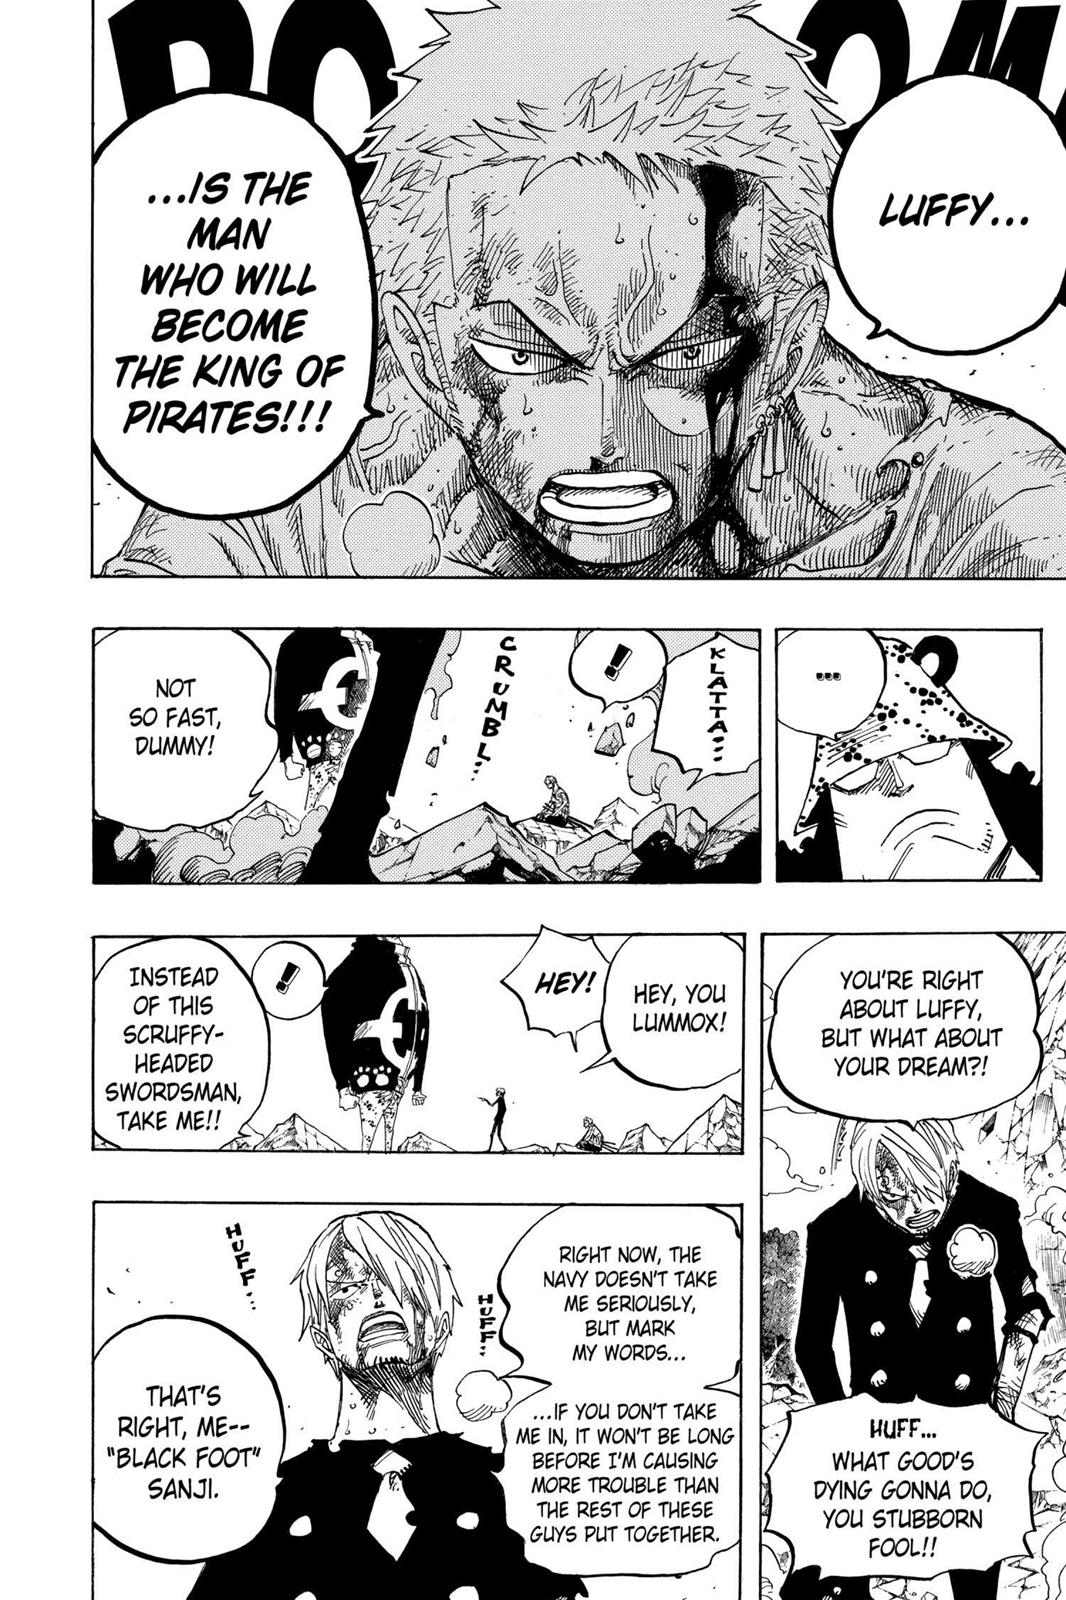 DOOM
LUFFY...
...IS THE
MAN
WHO WILL
BECOME
THE KING OF
PIRATES!!!
...
KLATTA...
!
CRUMBL...
NOT
SO FAST,
DUMMY!
YOU'RE RIGHT
ABOUT LUFFY,
BUT WHAT ABOUT
YOUR DREAM?!
HUFF...
WHAT GOOD'S
DYING GONNA DO,
YOU STUBBORN
FOOL!!
HEY, YOU
LUMMOX!
HEY!
!
INSTEAD
OF THIS
SCRUFFY-
HEADED
SWORDSMAN,
TAKE ME!!
RIGHT NOW, THE
NAVY DOESN'T TAKE
ME SERIOUSLY,
BUT MARK
MY WORDS...
...IF YOU DON'T TAKE
ME IN, IT WON'T BE LONG
BEFORE I'M CAUSING
MORE TROUBLE THAN
THE REST OF THESE
GUYS PUT TOGETHER.
HUFF...
HUFF...
THAT'S
RIGHT, ME--
"BLACK FOOT"
SANJI.